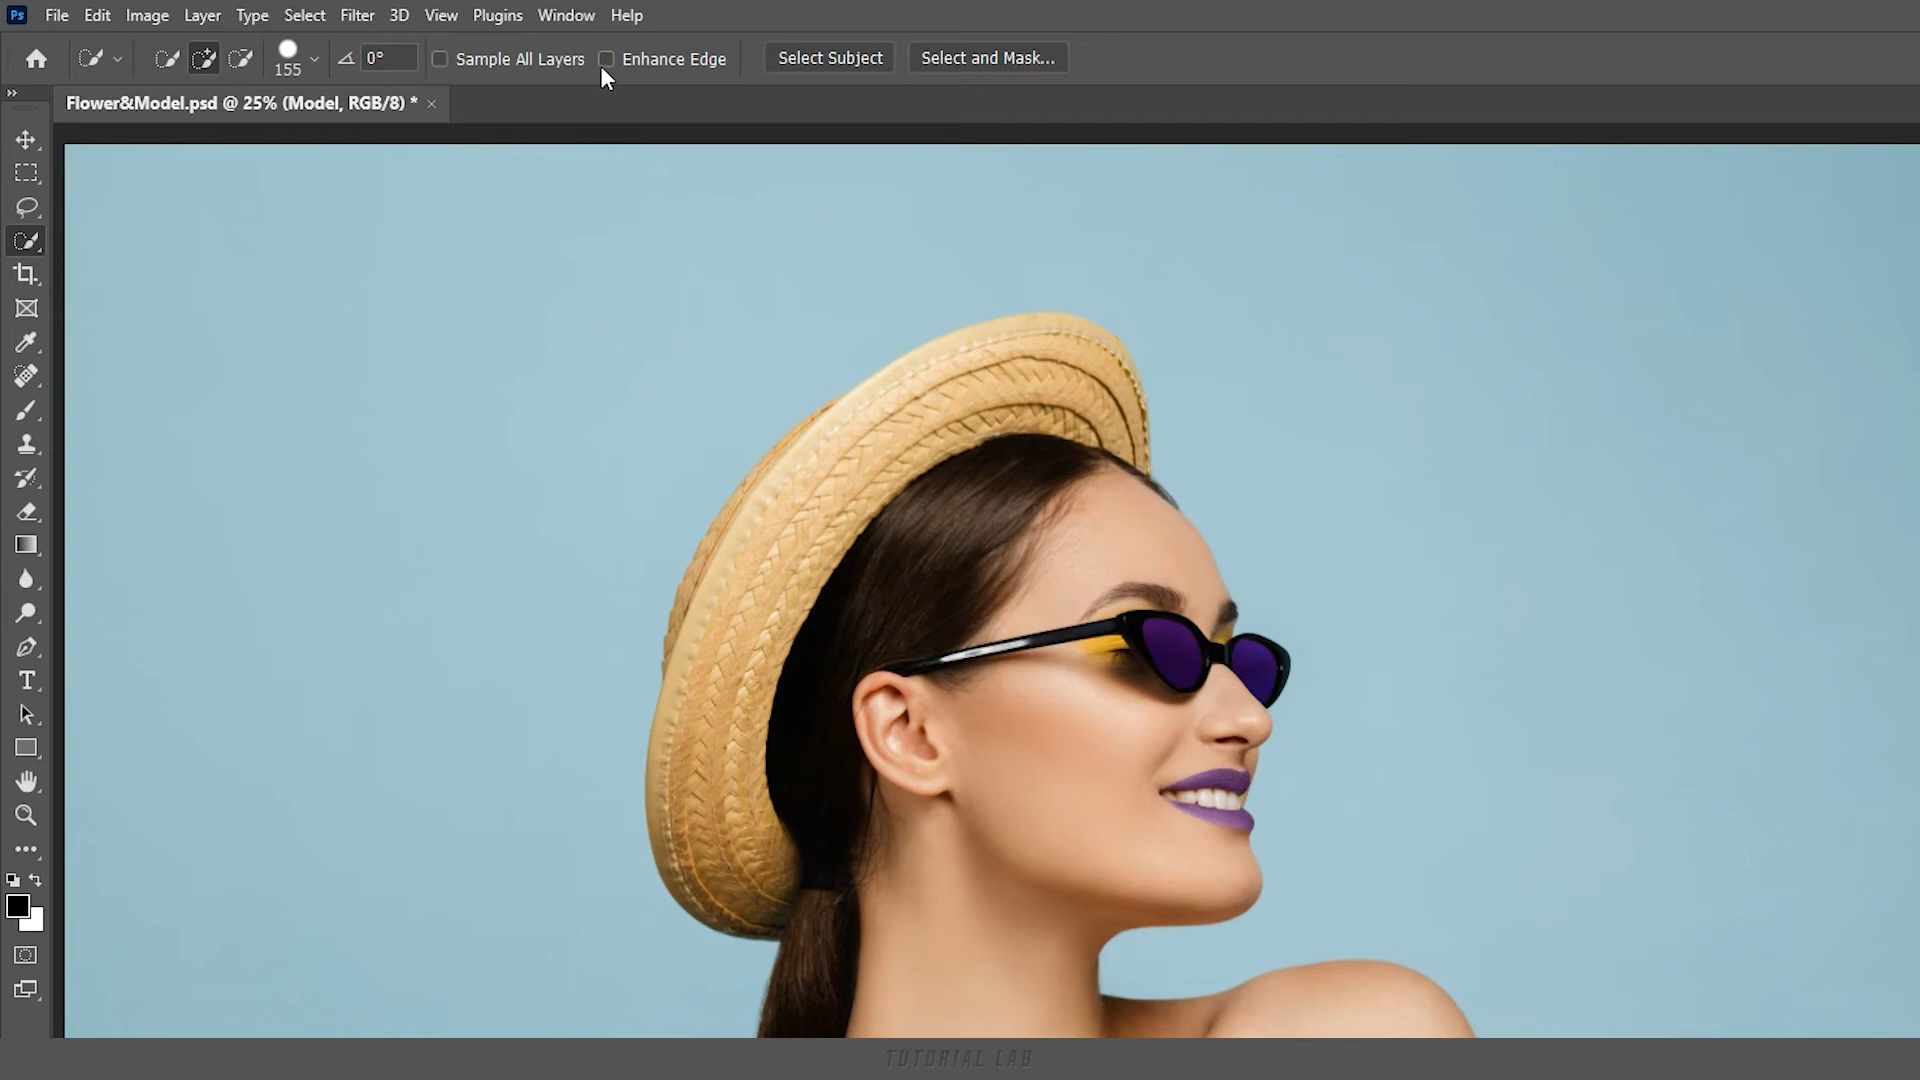 Ps File Edit Image Layer Type Select Filter 3D View Plugins Window Help
155 0° Sample All Layers Enhance Edge Select Subject Select and Mask...
Flower&Model.psd @ 25% (Model, RGB/8) * ×
TUTORIAL LAB